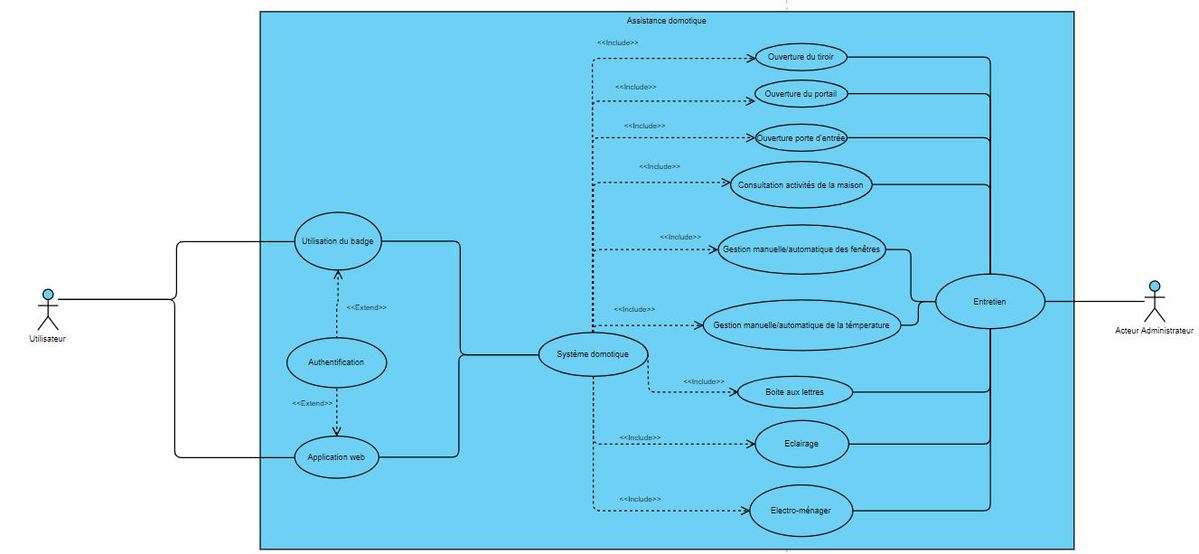 Assistance domotique
<<Include>>
Ouverture du tiroir
<<Include>>
Ouverture du portail
<<Include>>
Ouverture porte d'entrée
<<Include>>
Consultation activités de la maison
Utilisation du badge
<<Include>>
Gestion manuelle/automatique des fenêtres
<<Extend>>
Entretien
<<Include>>
Gestion manuelle/automatique de la témpérature
Utilisateur
Acteur Administrateur
Authentification
Système domotique
<<Include>>
Boite aux lettres
<<Extend>>
<<Include>>
Eclairage
Application web
<<Include>>
Electro-ménager